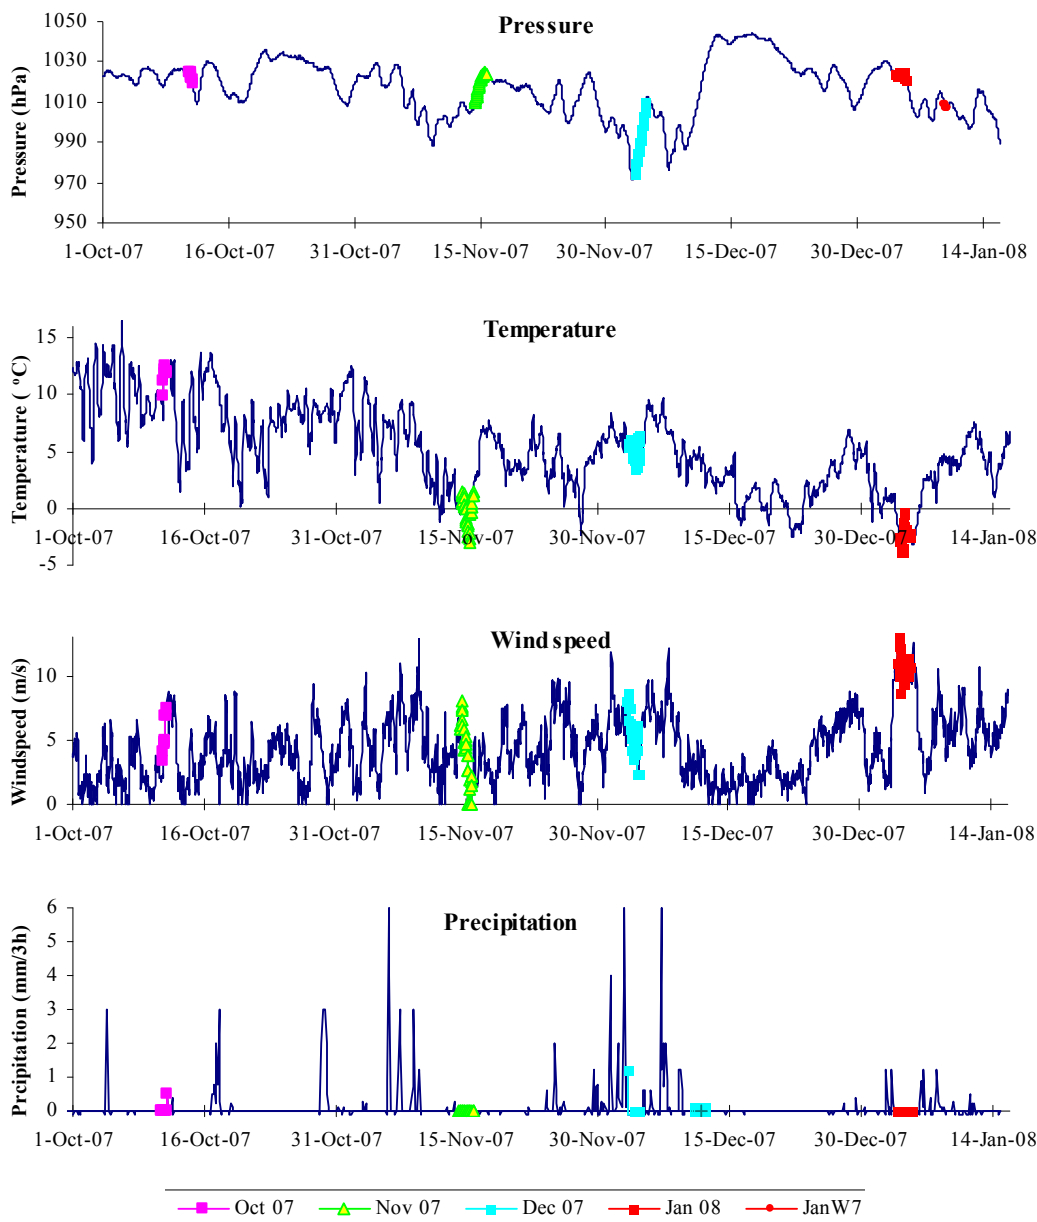 Pressure
Pressure (hPa)
1050
1030
1010
990
970
950
1-Oct-07 16-Oct-07 31-Oct-07 15-Nov-07 30-Nov-07 15-Dec-07 30-Dec-07 14-Jan-08
Temperature
Temperature ( °C)
15
10
5
0
-5
1-Oct-07 16-Oct-07 31-Oct-07 15-Nov-07 30-Nov-07 15-Dec-07 30-Dec-07 14-Jan-08
Wind speed
Windspeed (m/s)
10
5
0
1-Oct-07 16-Oct-07 31-Oct-07 15-Nov-07 30-Nov-07 15-Dec-07 30-Dec-07 14-Jan-08
Precipitation
Prcipitation (mm/3h)
6
5
4
3
2
1
0
1-Oct-07 16-Oct-07 31-Oct-07 15-Nov-07 30-Nov-07 15-Dec-07 30-Dec-07 14-Jan-08
Oct 07 Nov 07 Dec 07 Jan 08 JanW7